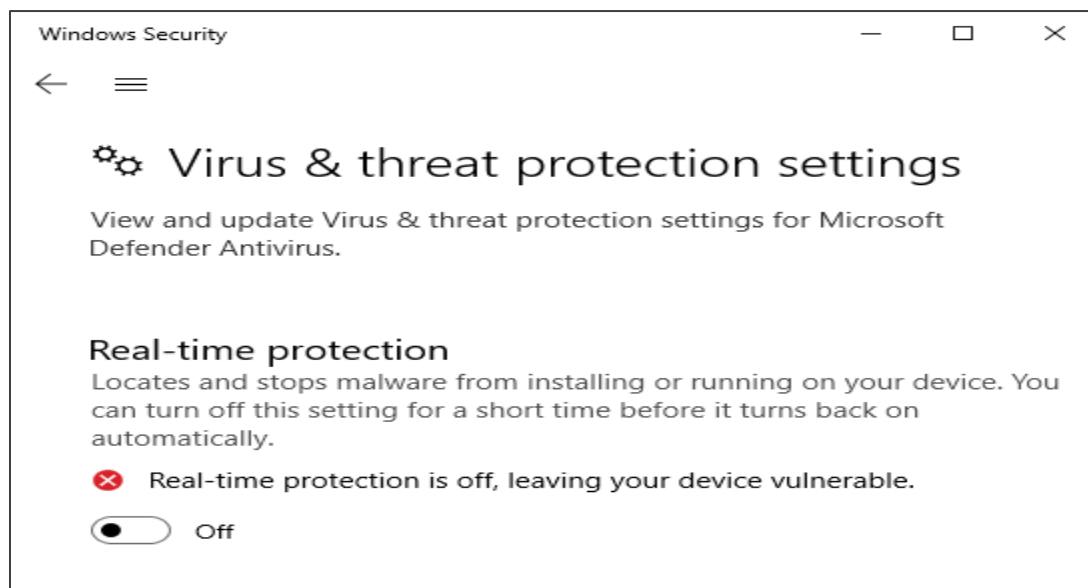 Windows Security
Virus & threat protection settings
View and update Virus & threat protection settings for Microsoft
Defender Antivirus.
Real-time protection
Locates and stops malware from installing or running on your device. You
can turn off this setting for a short time before it turns back on
automatically.
Real-time protection is off, leaving your device vulnerable.
Off